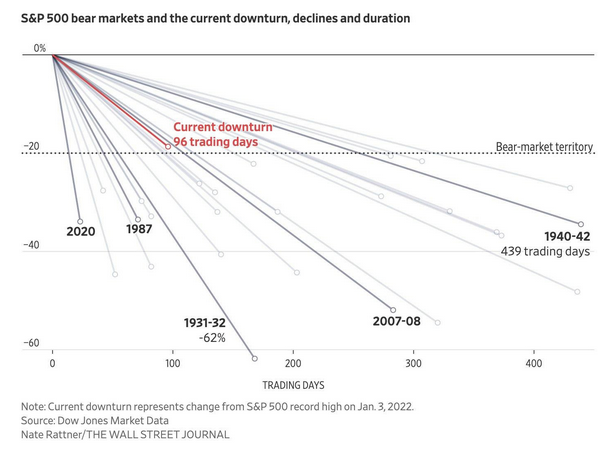 S&P 500 bear markets and the current downturn, declines and duration
0%
Current downturn
96 trading days
Bear-market territory
−20
2020
1987
1940-42
439 trading days
−40
1931-32
-62%
2007-08
−60
0
100
200
300
400
TRADING DAYS
Note: Current downturn represents change from S&P 500 record high on Jan. 3, 2022.
Source: Dow Jones Market Data
Nate Rattner/THE WALL STREET JOURNAL